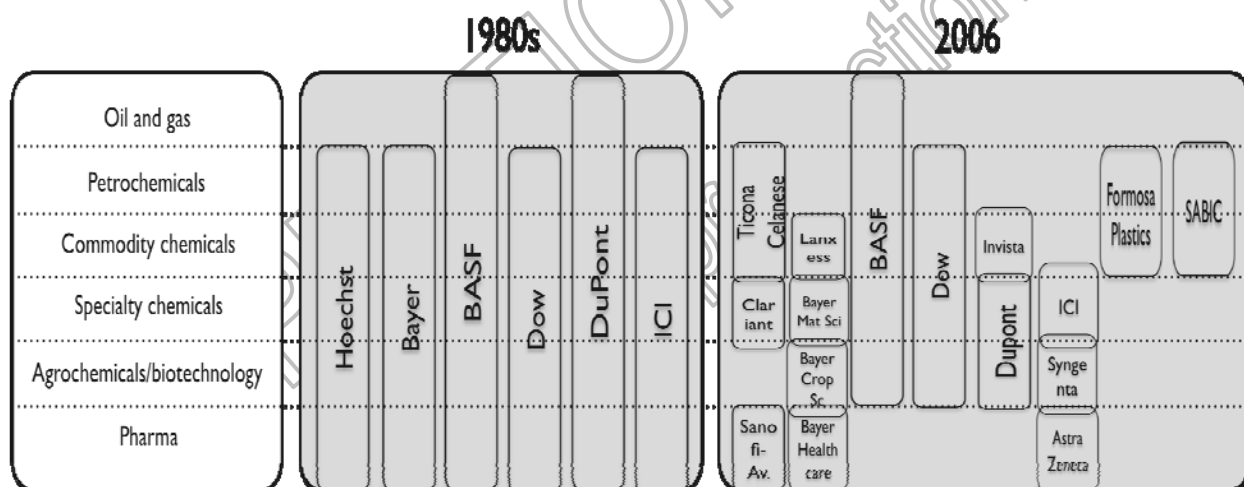 1980s
2006
Oil and gas
Petrochemicals
Commodity chemicals
Specialty chemicals
Agrochemicals/biotechnology
Pharma
Hoechst
Bayer
BASF
Dow
DuPont
ICI
Ticona
Celanese
Clar
iant
Sano
fi-
Av.
Lanx
ess
Bayer
Mat Sci
Bayer
Crop
Sc
Bayer
Health
care
BASF
Dow
Invista
Dupont
ICI
Synge
nta
Astra
Zeneca
Formosa
Plastics
SABIC